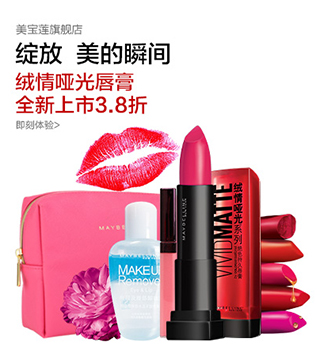 美宝莲旗舰店
绽放 美的瞬间
绒情哑光唇膏
全新上市3.8折
即刻体验>
MAYBELLINE
MAKEUP
Remover
MAYBELLINE
绒情哑光系列
VIVIDMATTE